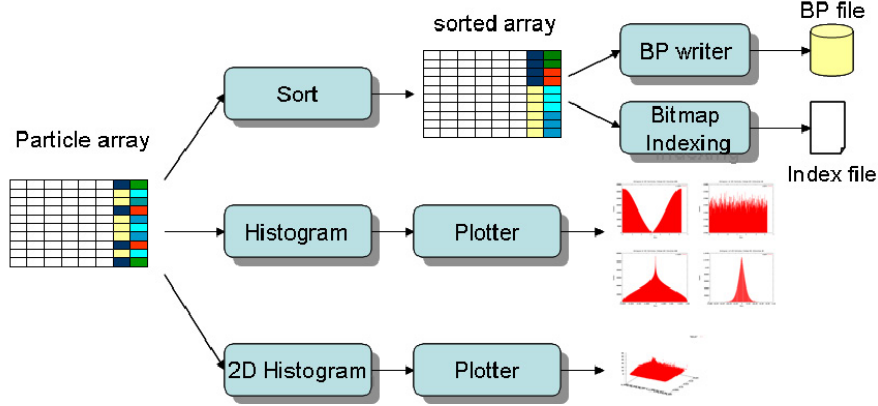 BP file
sorted array
BP writer
Sort
Bitmap
Indexing
Particle array
Index file
Histogram
Plotter
2D Histogram
Plotter